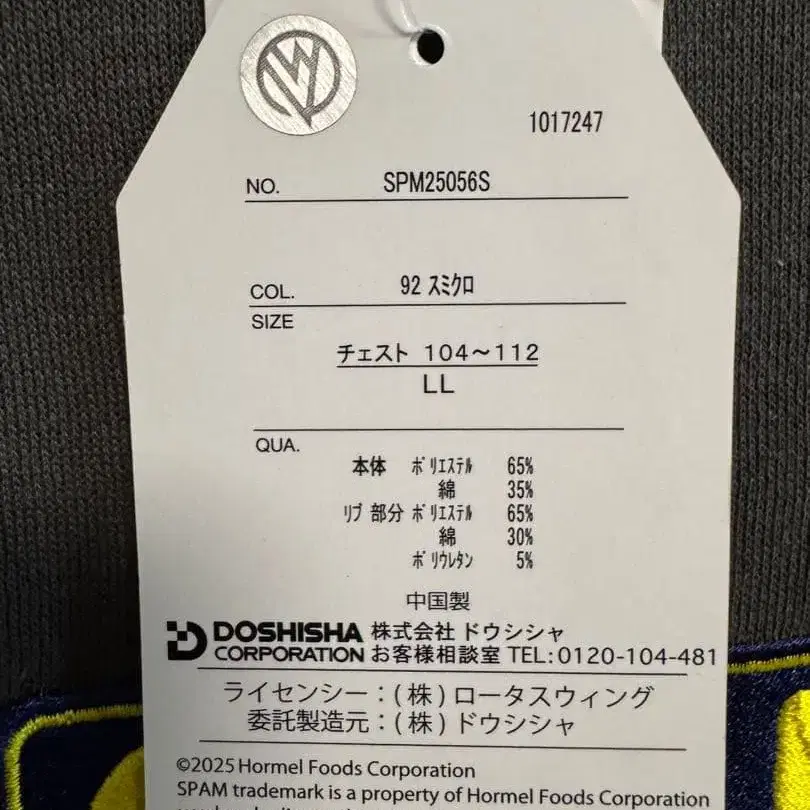 1017247
NO. SPM25056S
COL. 92 スミクロ
SIZE
チェスト 104～112
LL
QUA.
本体 ポリエステル 65%
綿 35%
リブ部分 ポリエステル 65%
綿 30%
ポリウレタン 5%
中国製
DOSHISHA 株式会社ドウシシャ
CORPORATION お客様相談室 TEL:0120-104-481
ライセンシー：(株)ロータスウィング
委託製造元：(株)ドウシシャ
©2025 Hormel Foods Corporation
SPAM trademark is a property of Hormel Foods Corporation